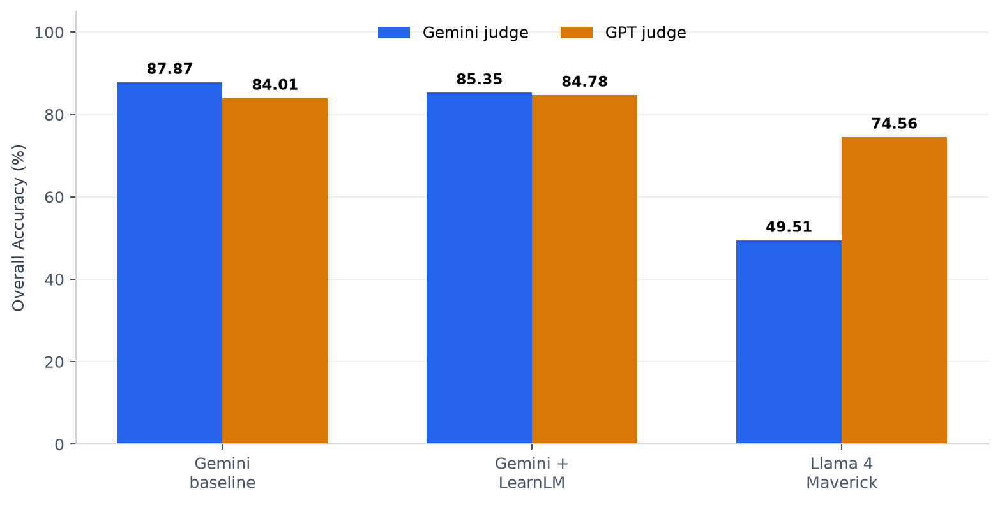 Overall Accuracy (%)
100
80
60
40
20
0
Gemini judge
GPT judge
87.87
84.01
85.35
84.78
49.51
74.56
Gemini
baseline
Gemini +
LearnLM
Llama 4
Maverick